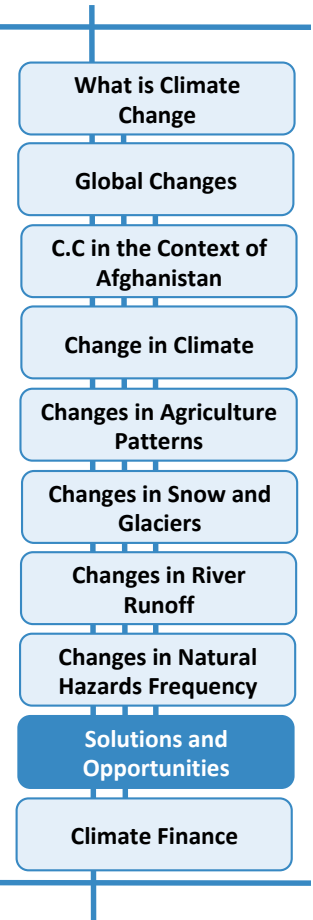 What is Climate
Change
Global Changes
C.C in the Context of
Afghanistan
Change in Climate
Changes in Agriculture
Patterns
Changes in Snow and
Glaciers
Changes in River
Runoff
Changes in Natural
Hazards Frequency
Solutions and
Opportunities
Climate Finance